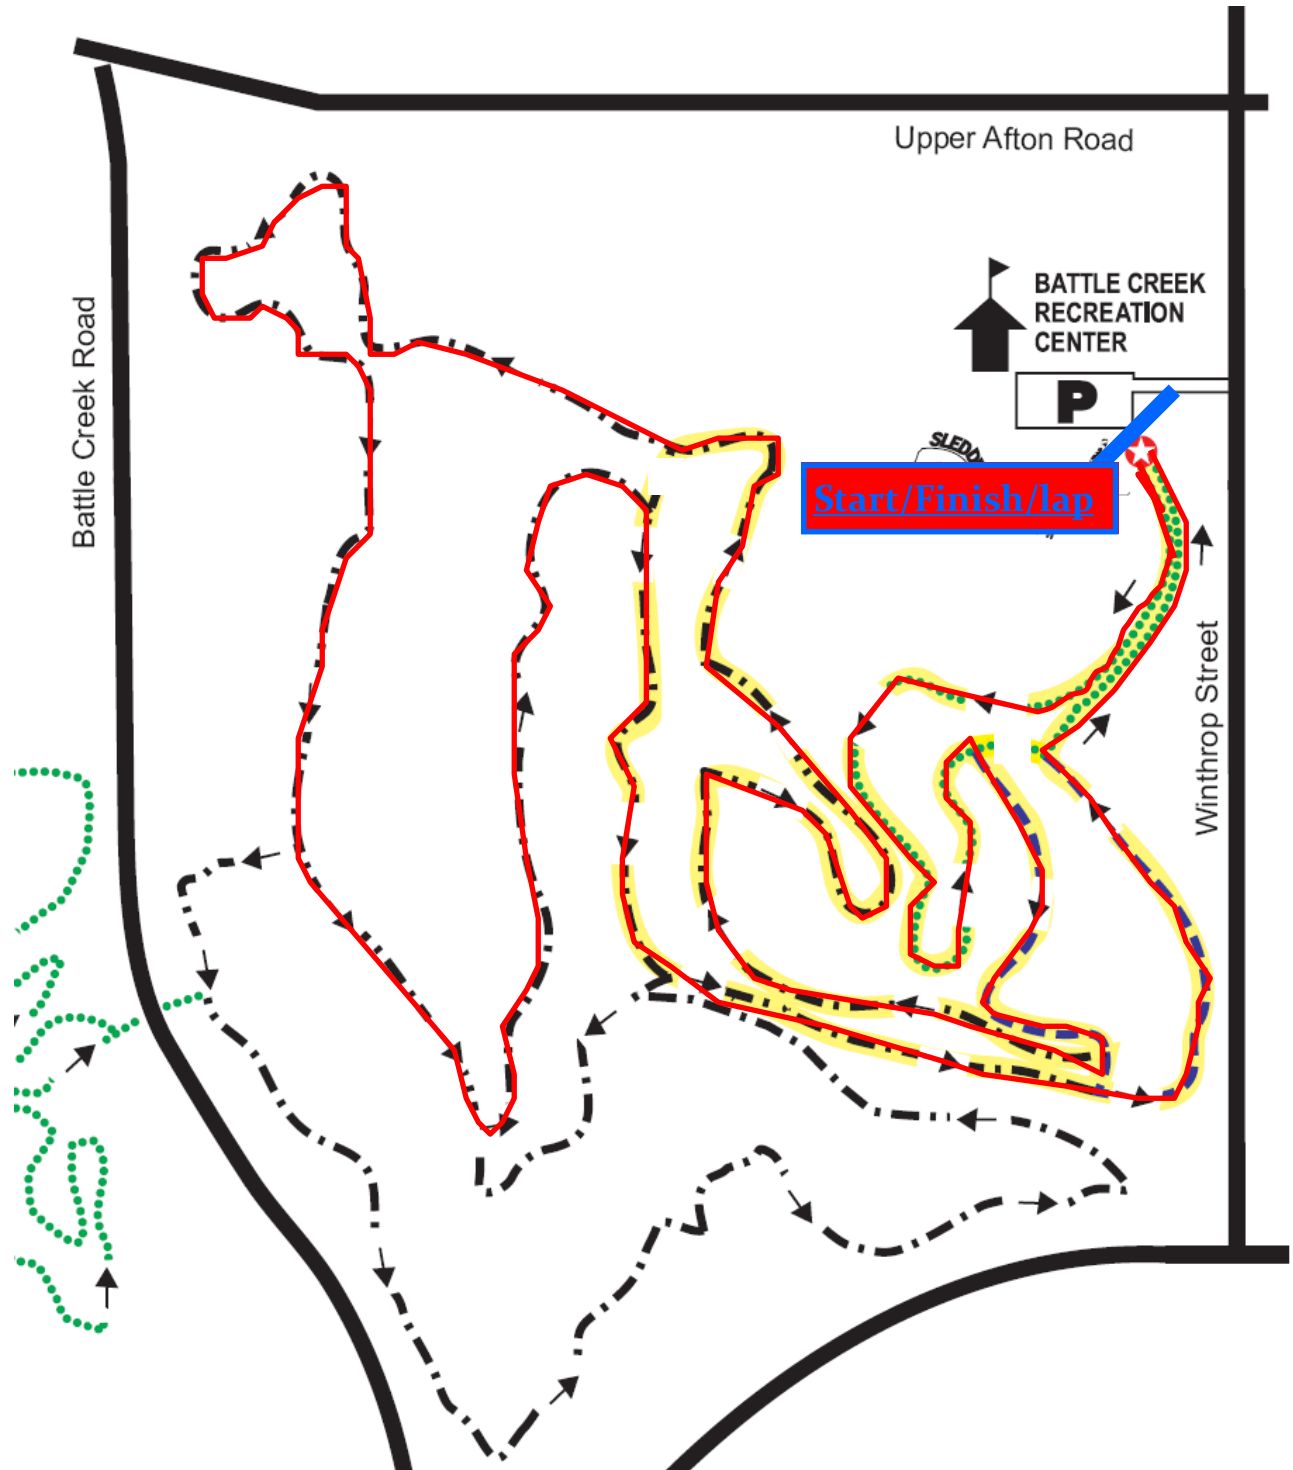 Upper Afton Road
BATTLE CREEK
RECREATION
CENTER
P
Start/Finish/lap
Battle Creek Road
Winthrop Street